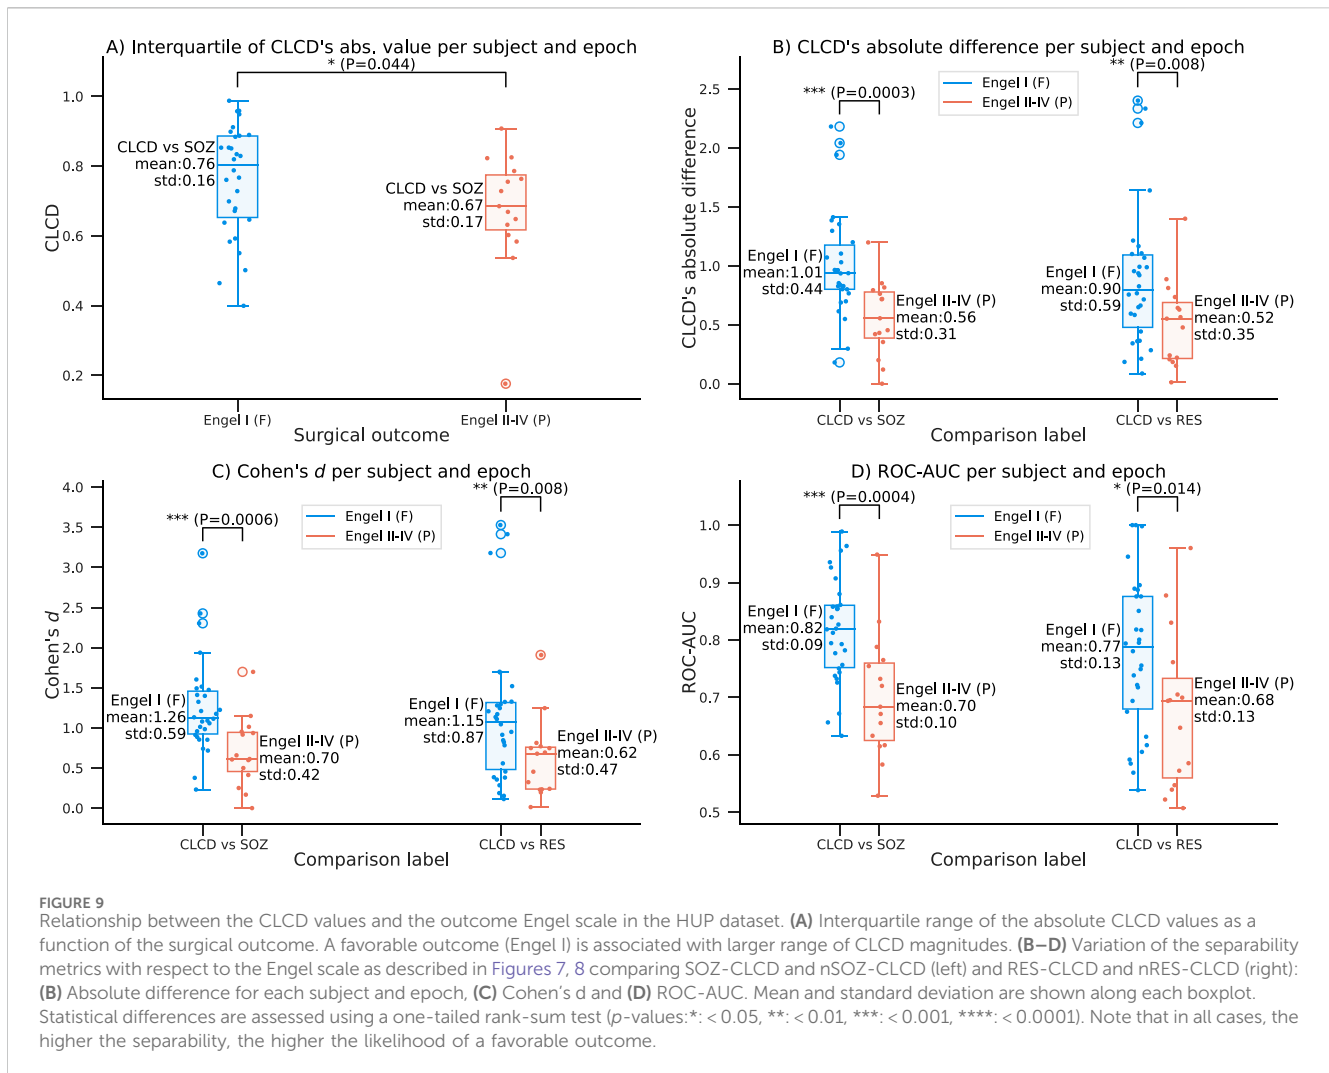 A) Interquartile of CLCD's abs. value per subject and epoch
* (P=0.044)
1.0
0.8
0.6
0.4
0.2
CLCD
CLCD vs SOZ
mean:0.76
std:0.16
CLCD vs SOZ
mean:0.67
std:0.17
Engel I (F)
Engel II-IV (P)
Surgical outcome
B) CLCD's absolute difference per subject and epoch
*** (P=0.0003)
Engel I (F)
Engel II-IV (P)
** (P=0.008)
2.5
2.0
1.5
1.0
0.5
0.0
CLCD's absolute difference
Engel I (F)
mean:1.01
std:0.44
Engel II-IV (P)
mean:0.56
std:0.31
Engel I (F)
mean:0.90
std:0.59
Engel II-IV (P)
mean:0.52
std:0.35
CLCD vs SOZ
CLCD vs RES
Comparison label
C) Cohen's d per subject and epoch
*** (P=0.0006)
Engel I (F)
Engel II-IV (P)
** (P=0.008)
4.0
3.5
3.0
2.5
2.0
1.5
1.0
0.5
0.0
Cohen's d
Engel I (F)
mean:1.26
std:0.59
Engel II-IV (P)
mean:0.70
std:0.42
Engel I (F)
mean:1.15
std:0.87
Engel II-IV (P)
mean:0.62
std:0.47
CLCD vs SOZ
CLCD vs RES
Comparison label
D) ROC-AUC per subject and epoch
*** (P=0.0004)
Engel I (F)
Engel II-IV (P)
* (P=0.014)
1.0
0.9
0.8
0.7
0.6
0.5
ROC-AUC
Engel I (F)
mean:0.82
std:0.09
Engel II-IV (P)
mean:0.70
std:0.10
Engel I (F)
mean:0.77
std:0.13
Engel II-IV (P)
mean:0.68
std:0.13
CLCD vs SOZ
CLCD vs RES
Comparison label
FIGURE 9
Relationship between the CLCD values and the outcome Engel scale in the HUP dataset. (A) Interquartile range of the absolute CLCD values as a
function of the surgical outcome. A favorable outcome (Engel I) is associated with larger range of CLCD magnitudes. (B–D) Variation of the separability
metrics with respect to the Engel scale as described in Figures 7, 8 comparing SOZ-CLCD and nSOZ-CLCD (left) and RES-CLCD and nRES-CLCD (right):
(B) Absolute difference for each subject and epoch, (C) Cohen's d and (D) ROC-AUC. Mean and standard deviation are shown along each boxplot.
Statistical differences are assessed using a one-tailed rank-sum test (p-values:*: < 0.05, **: < 0.01, ***: < 0.001, ****: < 0.0001). Note that in all cases, the
higher the separability, the higher the likelihood of a favorable outcome.